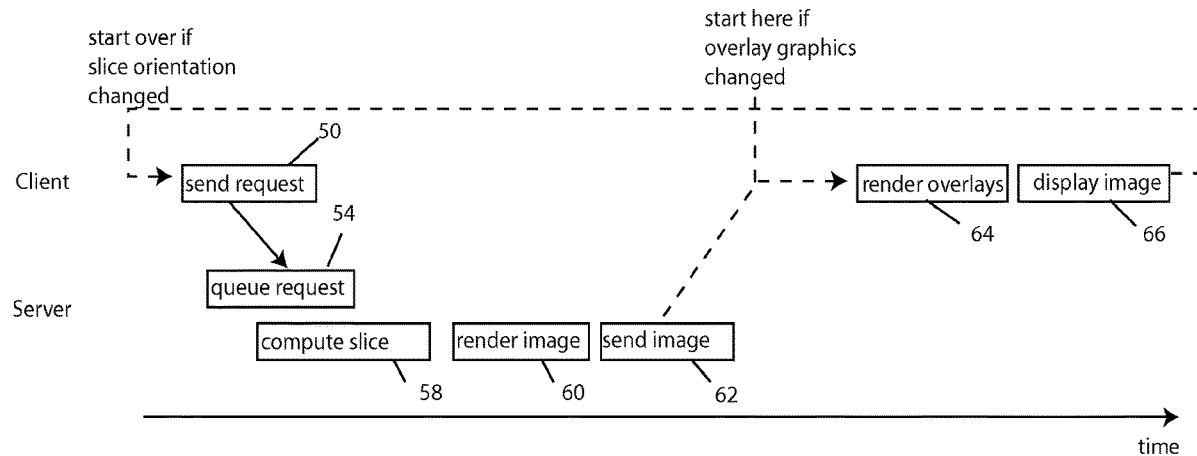 start over if
slice orientation
changed
start here if
overlay graphics
changed
50
Client
send request
render overlays
display image
54
64
66
queue request
Server
compute slice
render image
send image
58
60
62
time